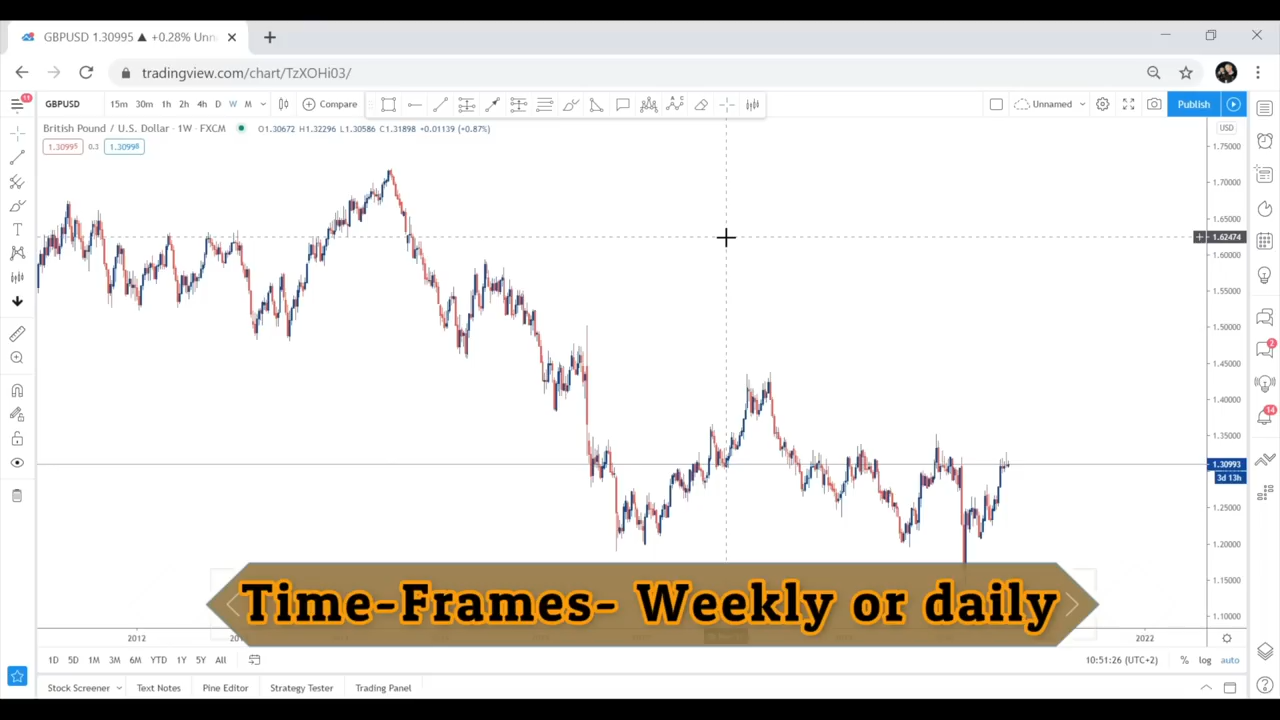 GBPUSD 1.30995 ▲ +0.28% Unn
tradingview.com/chart/TzXOHi03/
11
GBPUSD 15m 30m 1h 2h 4h D W M Compare Unnamed Publish
British Pound / U.S. Dollar · 1W · FXCM O1.30672 H1.32296 L1.30586 C1.31898 +0.01139 (+0.87%)
USD
1.30995 0.3 1.30998
1.75000
1.70000
1.65000
1.62474
1.60000
1.55000
1.50000
1.45000
1.40000
1.35000
1.30993
3d 13h
1.25000
1.20000
1.15000
1.10000
2
14
Time-Frames- Weekly or daily
2012 2022
1D 5D 1M 3M 6M YTD 1Y 5Y All 10:51:26 (UTC+2) % log auto
Stock Screener Text Notes Pine Editor Strategy Tester Trading Panel